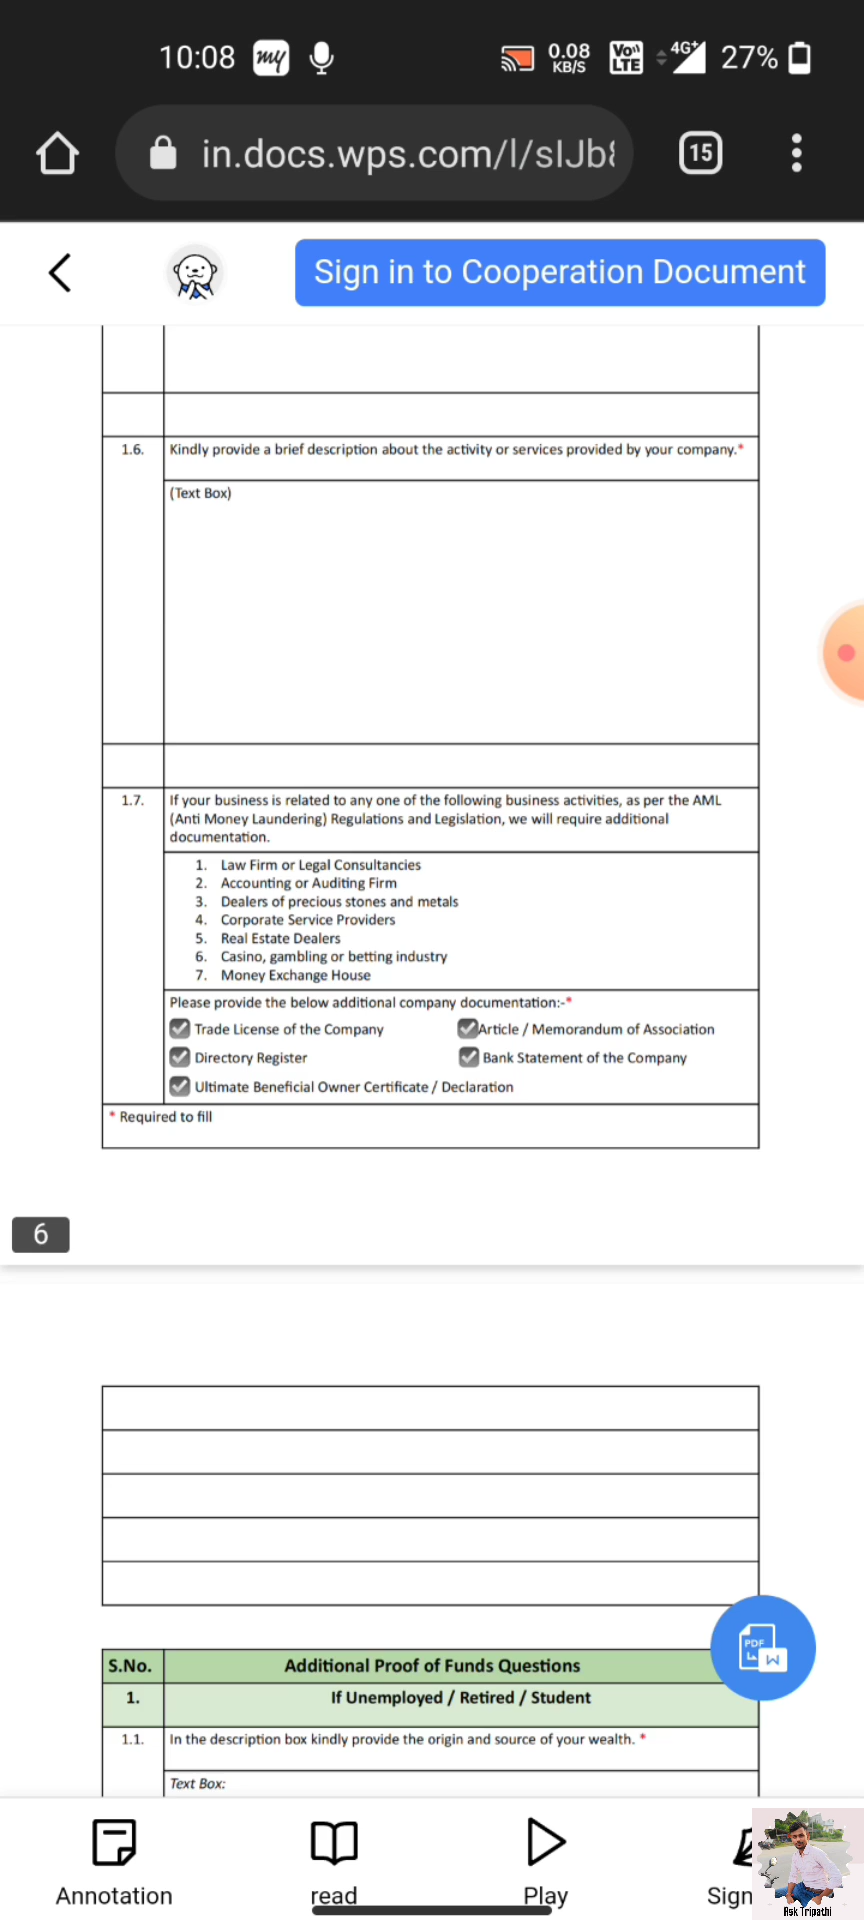 10:08 my 0.08 KB/S Vo)) LTE 4G+ 27%
in.docs.wps.com/l/sIJb8 15
Sign in to Cooperation Document
1.6. Kindly provide a brief description about the activity or services provided by your company.*
(Text Box)
1.7. If your business is related to any one of the following business activities, as per the AML
(Anti Money Laundering) Regulations and Legislation, we will require additional
documentation.
1. Law Firm or Legal Consultancies
2. Accounting or Auditing Firm
3. Dealers of precious stones and metals
4. Corporate Service Providers
5. Real Estate Dealers
6. Casino, gambling or betting industry
7. Money Exchange House
Please provide the below additional company documentation:-*
Trade License of the Company Article / Memorandum of Association
Directory Register Bank Statement of the Company
Ultimate Beneficial Owner Certificate / Declaration
* Required to fill
6
S.No. Additional Proof of Funds Questions
1. If Unemployed / Retired / Student
1.1. In the description box kindly provide the origin and source of your wealth. *
Text Box:
PDF W
Annotation read Play Sign
Ask Tripathi